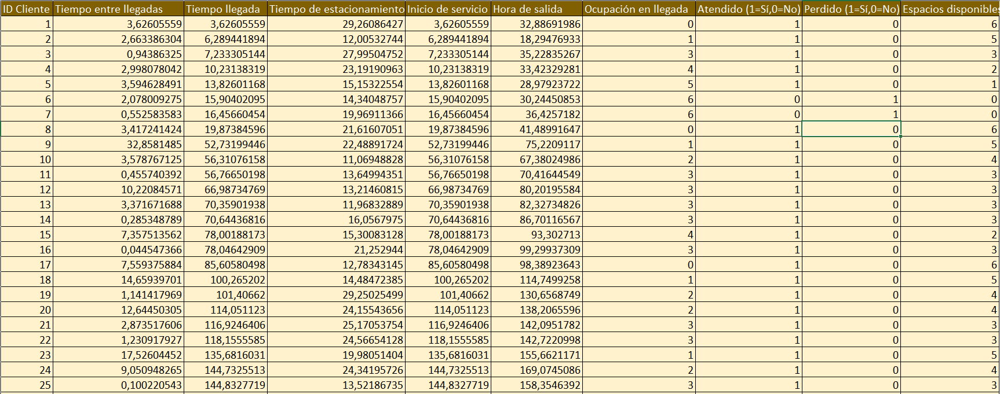 ID Cliente Tiempo entre llegadas Tiempo llegada Tiempo de estacionamiento Inicio de servicio Hora de salida Ocupación en llegada Atendido (1=Sí,0=No) Perdido (1=Sí,0=No) Espacios disponibles
1 3,62605559 3,62605559 29,26086427 3,62605559 32,88691986 0 1 0 6
2 2,663386304 6,289441894 12,00532744 6,289441894 18,29476933 1 1 0 5
3 0,94386325 7,233305144 27,99504752 7,233305144 35,22835267 3 1 0 3
4 2,998078042 10,23138319 23,19190963 10,23138319 33,42329281 4 1 0 2
5 3,594628491 13,82601168 15,15322554 13,82601168 28,97923722 5 1 0 1
6 2,078009275 15,90402095 14,34048757 15,90402095 30,24450853 6 0 1 0
7 0,552583583 16,45660454 19,96911366 16,45660454 36,4257182 6 0 1 0
8 3,417241424 19,87384596 21,61607051 19,87384596 41,48991647 0 1 0 6
9 32,8581485 52,73199446 22,48891724 52,73199446 75,2209117 1 1 0 5
10 3,578767125 56,31076158 11,06948828 56,31076158 67,38024986 2 1 0 4
11 0,455740392 56,76650198 13,64994351 56,76650198 70,41644549 3 1 0 3
12 10,22084571 66,98734769 13,21460815 66,98734769 80,20195584 3 1 0 3
13 3,371671688 70,35901938 11,96832889 70,35901938 82,32734826 3 1 0 3
14 0,285348789 70,64436816 16,0567975 70,64436816 86,70116567 3 1 0 3
15 7,357513562 78,00188173 15,30083128 78,00188173 93,302713 4 1 0 2
16 0,044547366 78,04642909 21,252944 78,04642909 99,29937309 3 1 0 3
17 7,559375884 85,60580498 12,78343145 85,60580498 98,38923643 0 1 0 6
18 14,65939701 100,265202 14,48472385 100,265202 114,7499258 1 1 0 5
19 1,141417969 101,40662 29,25025499 101,40662 130,6568749 2 1 0 4
20 12,64450305 114,051123 24,15543656 114,051123 138,2065596 2 1 0 4
21 2,873517606 116,9246406 25,17053754 116,9246406 142,0951782 3 1 0 3
22 1,230917927 118,1555585 24,56654128 118,1555585 142,7220998 3 1 0 3
23 17,52604452 135,6816031 19,98051404 135,6816031 155,6621171 1 1 0 5
24 9,050948265 144,7325513 24,34195726 144,7325513 169,0745086 2 1 0 4
25 0,100220543 144,8327719 13,52186735 144,8327719 158,3546392 3 1 0 3